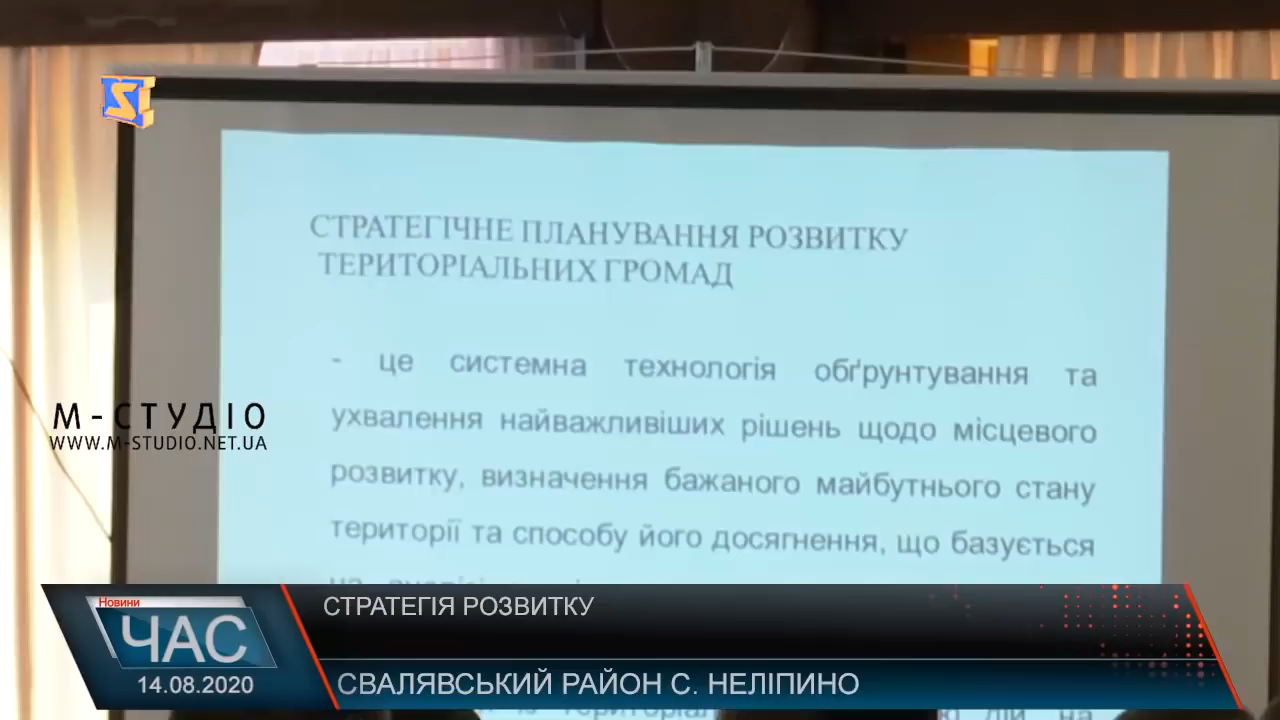 СТРАТЕГІЧНЕ ПЛАНУВАННЯ РОЗВИТКУ
ТЕРИТОРІАЛЬНИХ ГРОМАД
- це системна технологія обґрунтування та
ухвалення найважливіших рішень щодо місцевого
розвитку, визначення бажаного майбутнього стану
території та способу його досягнення, що базується
М-СТУДІО
WWW.M-STUDIO.NET.UA
Новини
ЧАС
14.08.2020
СТРАТЕГІЯ РОЗВИТКУ
СВАЛЯВСЬКИЙ РАЙОН С. НЕЛІПИНО